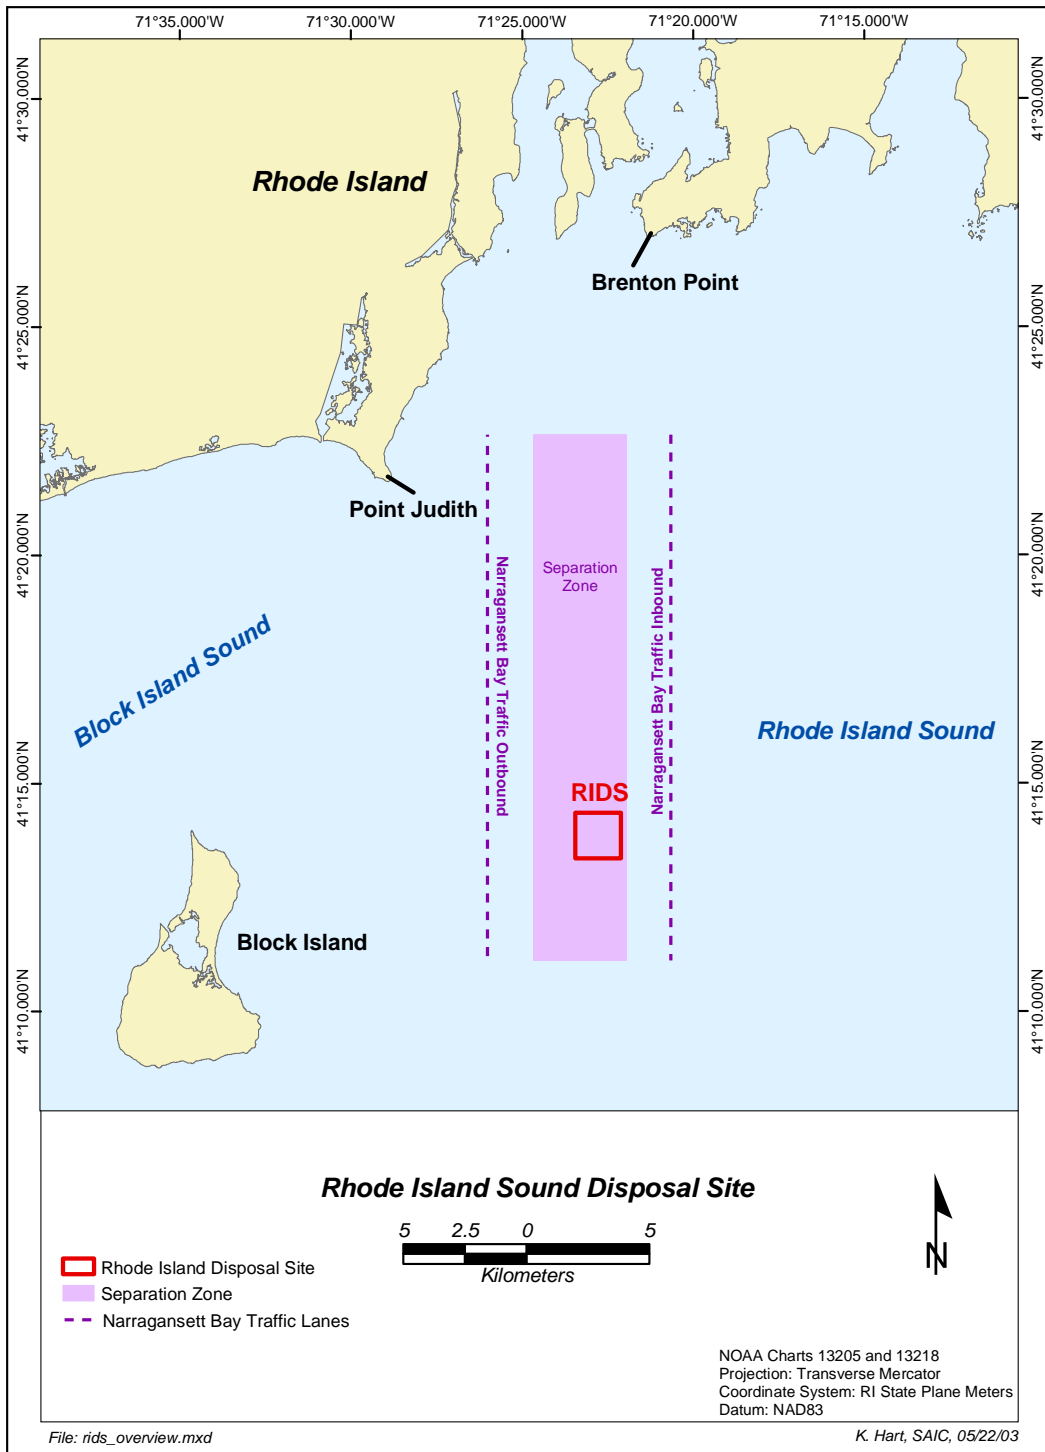 71°35.000'W 71°30.000'W 71°25.000'W 71°20.000'W 71°15.000'W
41°30.000'N
41°30.000'N
Rhode Island
Brenton Point
41°25.000'N
41°25.000'N
Point Judith
41°20.000'N
41°20.000'N
Separation
Zone
Narragansett Bay Traffic Outbound
Narragansett Bay Traffic Inbound
Block Island Sound
Rhode Island Sound
41°15.000'N
41°15.000'N
RIDS
Block Island
41°10.000'N
41°10.000'N
Rhode Island Sound Disposal Site
5 2.5 0 5
Kilometers
N
Rhode Island Disposal Site
Separation Zone
Narragansett Bay Traffic Lanes
NOAA Charts 13205 and 13218
Projection: Transverse Mercator
Coordinate System: RI State Plane Meters
Datum: NAD83
File: rids_overview.mxd
K. Hart, SAIC, 05/22/03